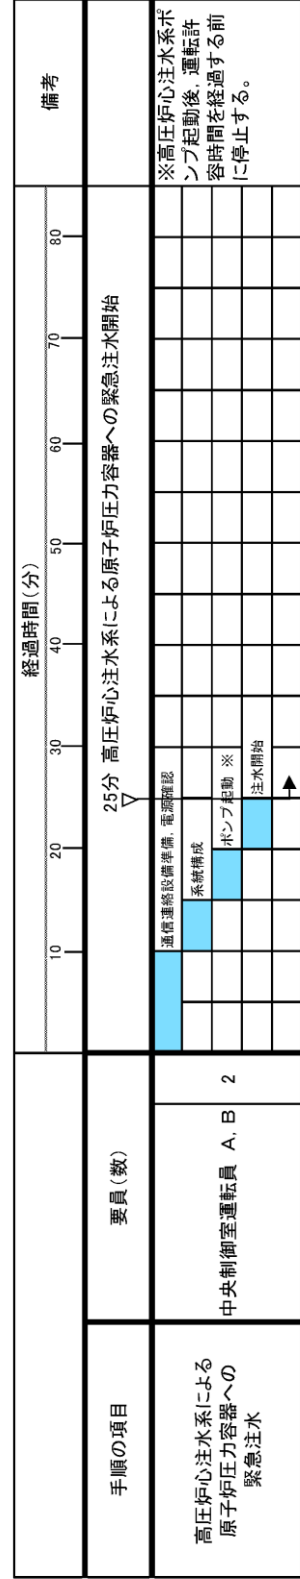 経過時間(分)
備考
10 20 30 40 50 60 70 80
手順の項目
要員(数)
25分 高圧炉心注水系による原子炉圧力容器への緊急注水開始
▽
高圧炉心注水系による
原子炉圧力容器への
緊急注水
中央制御室運転員 A, B
2
通信連絡設備準備, 電源確認
系統構成
ポンプ起動 ※
注水開始
※高圧炉心注水系ポ
ンプ起動後, 運転許
容時間を経過する前
に停止する。